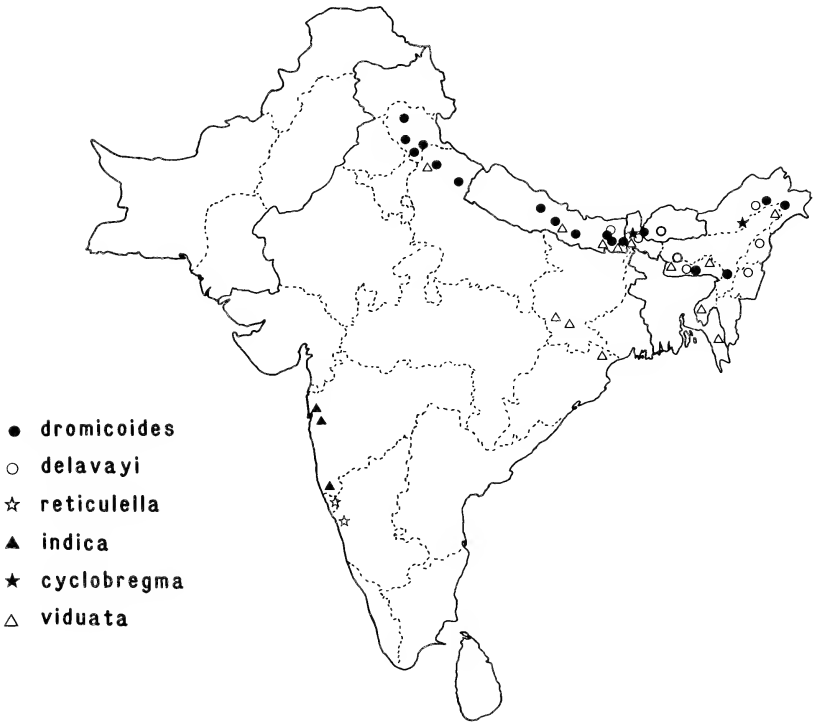 dromicoides
delavayi
reticulella
indica
cyclobregma
viduata